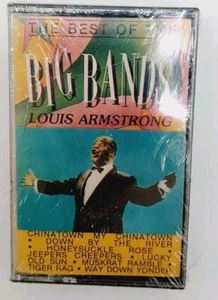 THE BEST OF THE
BIG BANDS
LOUIS ARMSTRONG
CHINATOWN MY CHINATOWN
• DOWN BY THE RIVER •
HONEYSUCKLE ROSE •
JEEPERS CREEPERS • LUCKY
OLD SUN • MUSKRAT RAMBLE •
TIGER RAG • WAY DOWN YONDER